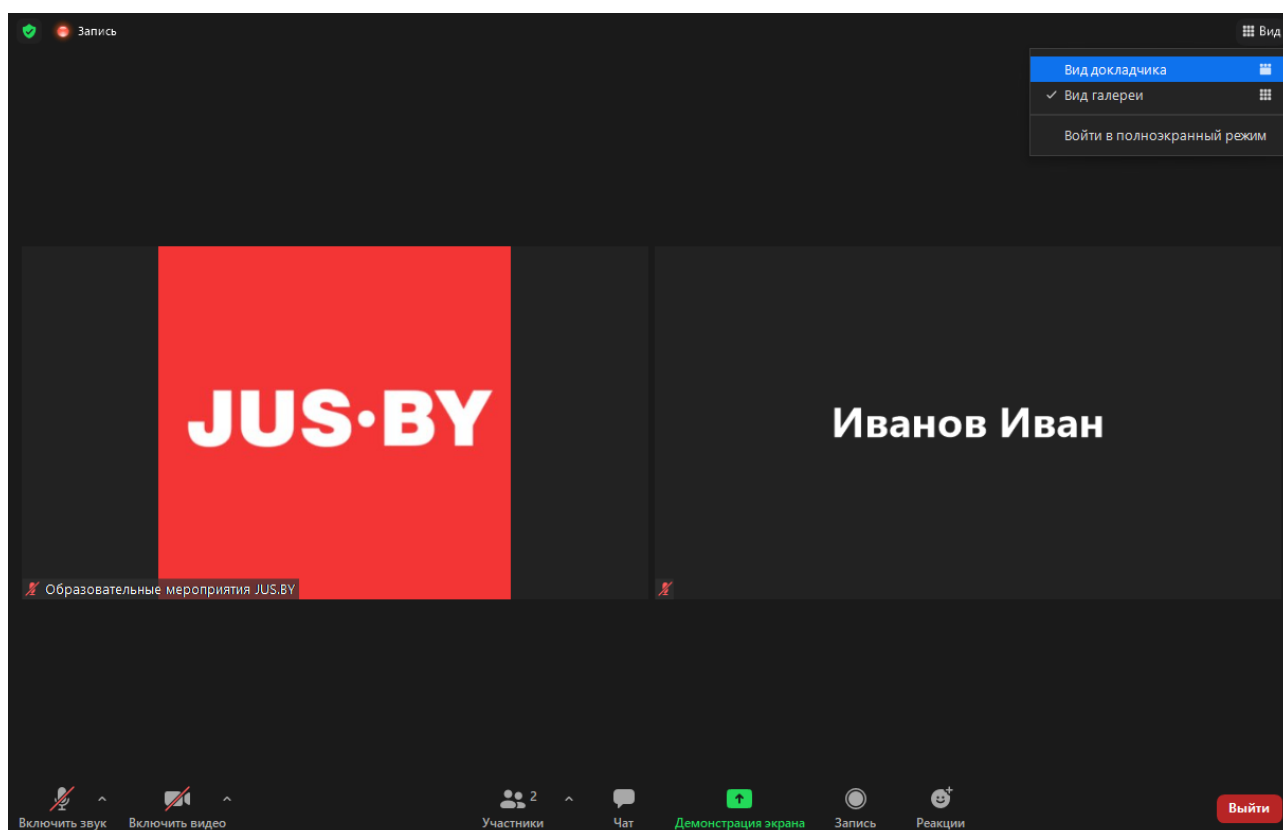 Запись
Вид
Вид докладчика
Вид галереи
Войти в полноэкранный режим
JUS·BY
Иванов Иван
Образовательные мероприятия JUS.BY
2
Включить звук
Включить видео
Участники
Чат
Демонстрация экрана
Запись
Реакции
Выйти